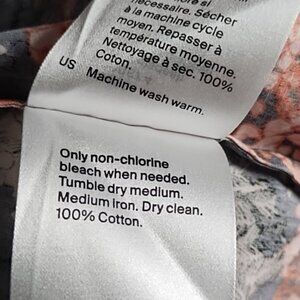 nécessaire. Sécher
à la machine cycle
moyen. Repasser à
température moyenne.
Nettoyage à sec. 100%
Coton.
US Machine wash warm.
Only non-chlorine
bleach when needed.
Tumble dry medium.
Medium iron. Dry clean.
100% Cotton.